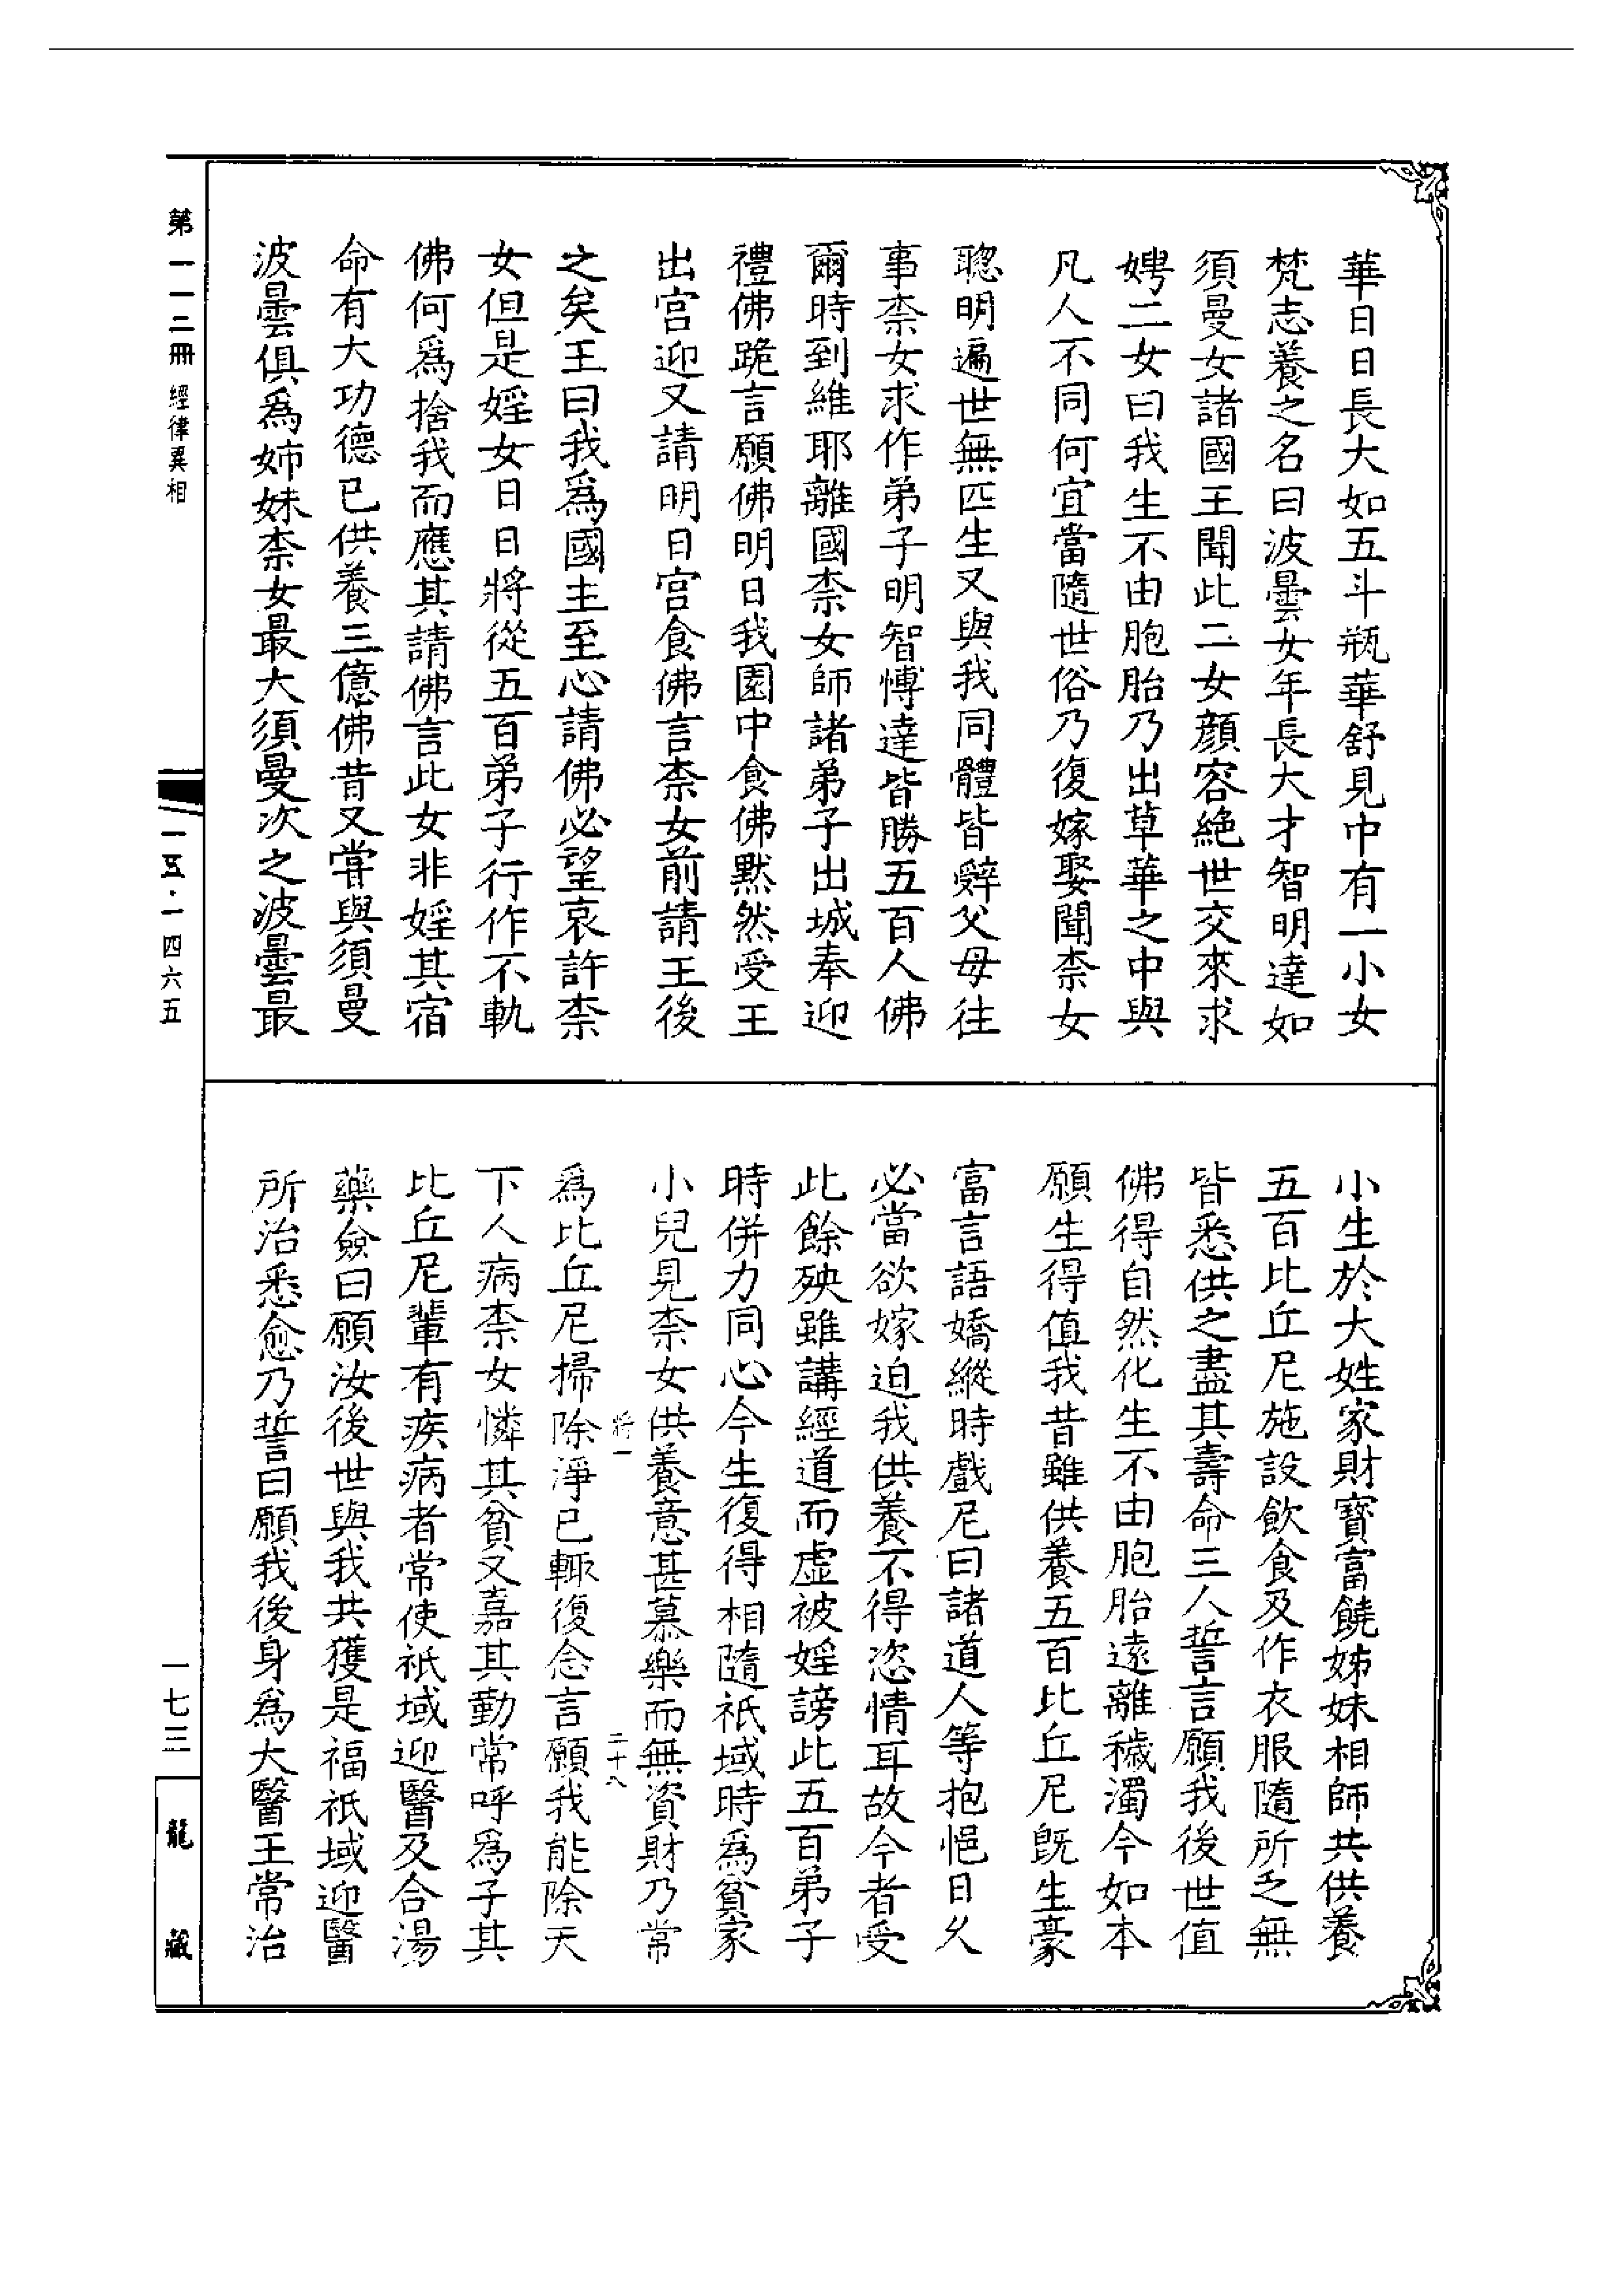 華日日長大如五斗瓶華舒見中有一小女
梵志養之名曰波曇女年長大才智明達如
須曼女諸國王聞此二女顏容絶世交來求
娉二女曰我生不由胞胎乃出草華之中與
凡人不同何宜當隨世俗乃復嫁娶聞柰女
聰明遍世無匹生又與我同體皆辭父母往
事柰女求作弟子明智愽達皆勝五百人佛
爾時到維耶離國柰女師諸弟子出城奉迎
禮佛跪言願佛明日我園中食佛默然受王
出宮迎又請明日宮食佛言柰女前請王後
之矣王曰我爲國主至心請佛必望哀許柰
女但是婬女日日將從五百弟子行作不軌
佛何爲捨我而應其請佛言此女非婬其宿
命有大功德已供養三億佛昔又甞與須曼
波曇俱爲姉妹柰女最大須曼次之波曇最
小生於大姓家財寳富饒姊妹相師共供養
五百比丘尼施設飲食及作衣服隨所乏無
皆悉供之盡其壽命三人誓言願我後世值
佛得自然化生不由胞胎遠離穢濁今如本
願生得值我昔雖供養五百比丘尼既生豪
富言語嬌縱時戲尼曰諸道人等抱悒日久
必當欲嫁迫我供養不得恣情耳故今者受
此餘殃雖講經道而虛被婬謗此五百弟子
時併力同心今生復得相隨祇域時爲貧家
小兒見柰女供養意甚慕樂而無資財乃常
將一
二十八
爲比丘尼掃除淨已輙復念言願我能除天
下人病柰女憐其貧又嘉其勤常呼爲子其
比丘尼輩有疾病者常使祇域迎醫及合湯
藥僉曰願汝後世與我共獲是福祇域迎醫
所治悉愈乃誓曰願我後身爲大醫王常治
第一一二冊 經律異相
一五·一四六五
一七三
龍藏